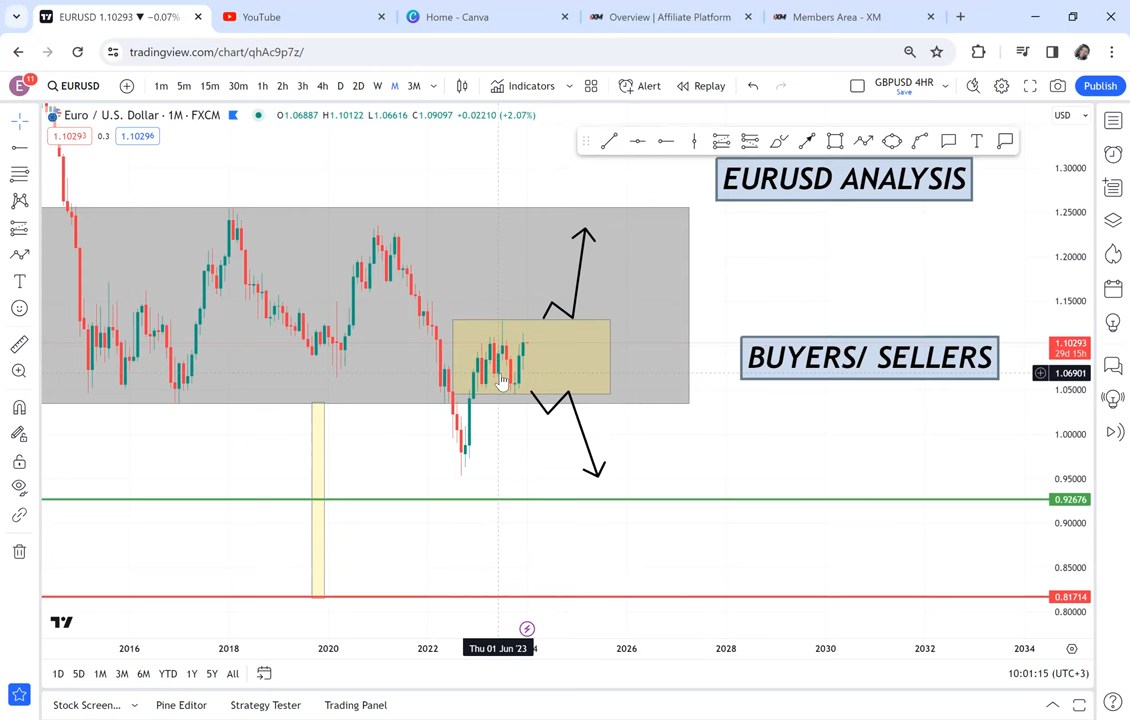 EURUSD 1.10293 ▼ −0.07%
YouTube
Home - Canva
Overview | Affiliate Platform
Members Area - XM
tradingview.com/chart/qhAc9p7z/
E
11
EURUSD
1m 5m 15m 30m 1h 2h 3h 4h D 2D W M 3M
Indicators
Alert
Replay
GBPUSD 4HR
Save
Publish
Euro / U.S. Dollar · 1M · FXCM
O1.06887 H1.10122 L1.06616 C1.09097 +0.02210 (+2.07%)
USD
1.10293
0.3
1.10296
EURUSD ANALYSIS
BUYERS/ SELLERS
1.30000
1.25000
1.20000
1.15000
1.10293
29d 15h
1.06901
1.05000
1.00000
0.95000
0.92676
0.90000
0.85000
0.81714
0.80000
2016
2018
2020
2022
Thu 01 Jun '23
2026
2028
2030
2032
2034
1D 5D 1M 3M 6M YTD 1Y 5Y All
10:01:15 (UTC+3)
Stock Screen...
Pine Editor
Strategy Tester
Trading Panel